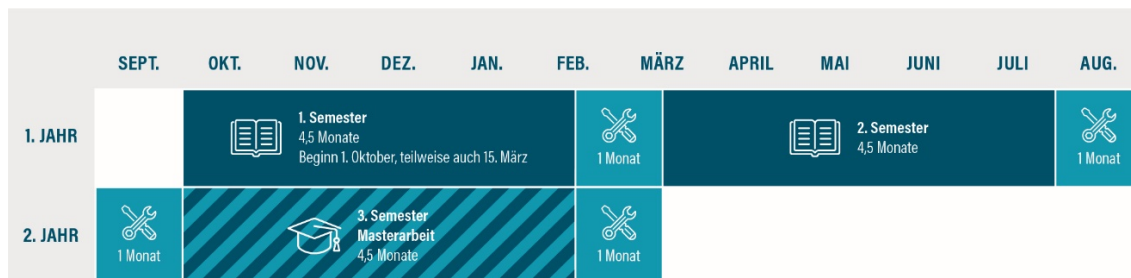 SEPT. OKT. NOV. DEZ. JAN. FEB. MÄRZ APRIL MAI JUNI JULI AUG.
1. JAHR
1. Semester
4,5 Monate
Beginn 1. Oktober, teilweise auch 15. März
1 Monat
2. Semester
4,5 Monate
1 Monat
2. JAHR
1 Monat
3. Semester
Masterarbeit
4,5 Monate
1 Monat